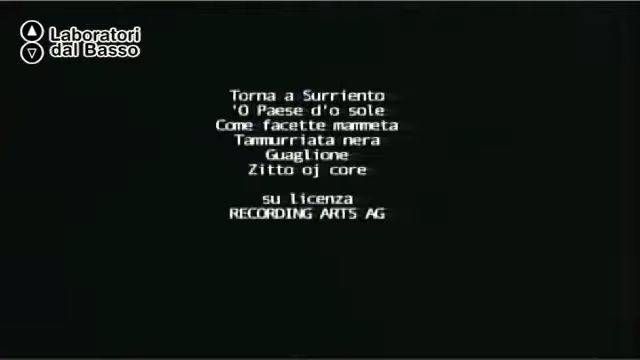 Laboratori
dal Basso
Torna a Surriento
'O Paese d'o sole
Come facette mammeta
Tammurriata nera
Guaglione
Zitto oj core
su licenza
RECORDING ARTS AG